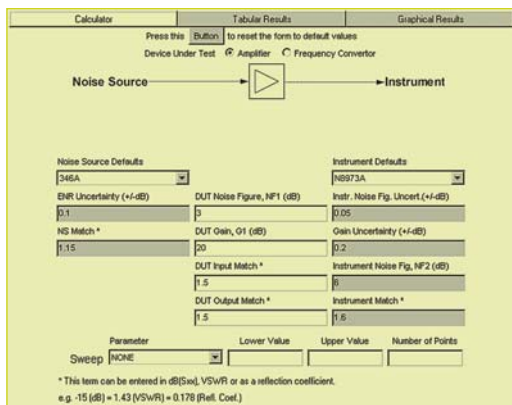 Calculator Tabular Results Graphical Results
Press this Button to reset the form to default values
Device Under Test Amplifier Frequency Convertor
Noise Source Instrument
Noise Source Defaults Instrument Defaults
346A N8973A
ENR Uncertainty (+/-dB) DUT Noise Figure, NF1 (dB) Instr. Noise Fig. Uncert.(+/-dB)
0.1 3 0.05
NS Match * DUT Gain, G1 (dB) Gain Uncertainty (+/-dB)
1.15 20 0.2
DUT Input Match * Instrument Noise Fig, NF2 (dB)
1.5 6
DUT Output Match * Instrument Match *
1.5 1.6
Parameter Lower Value Upper Value Number of Points
Sweep NONE
* This term can be entered in dB(Sxx), VSWR or as a reflection coefficient.
e.g. -15 (dB) = 1.43 (VSWR) = 0.178 (Refl. Coef.)